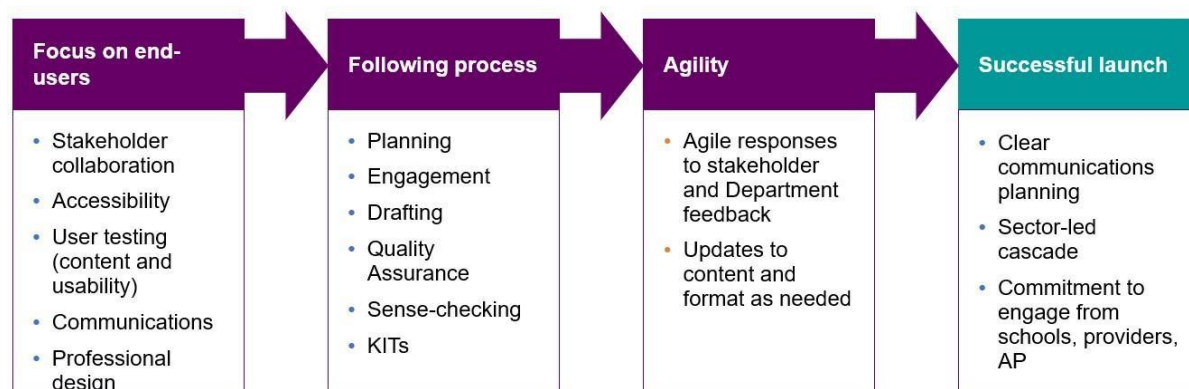 Focus on end-
users
• Stakeholder
collaboration
• Accessibility
• User testing
(content and
usability)
• Communications
• Professional
design
Following process
• Planning
• Engagement
• Drafting
• Quality
Assurance
• Sense-checking
• KITs
Agility
• Agile responses
to stakeholder
and Department
feedback
• Updates to
content and
format as needed
Successful launch
• Clear
communications
planning
• Sector-led
cascade
• Commitment to
engage from
schools, providers,
AP